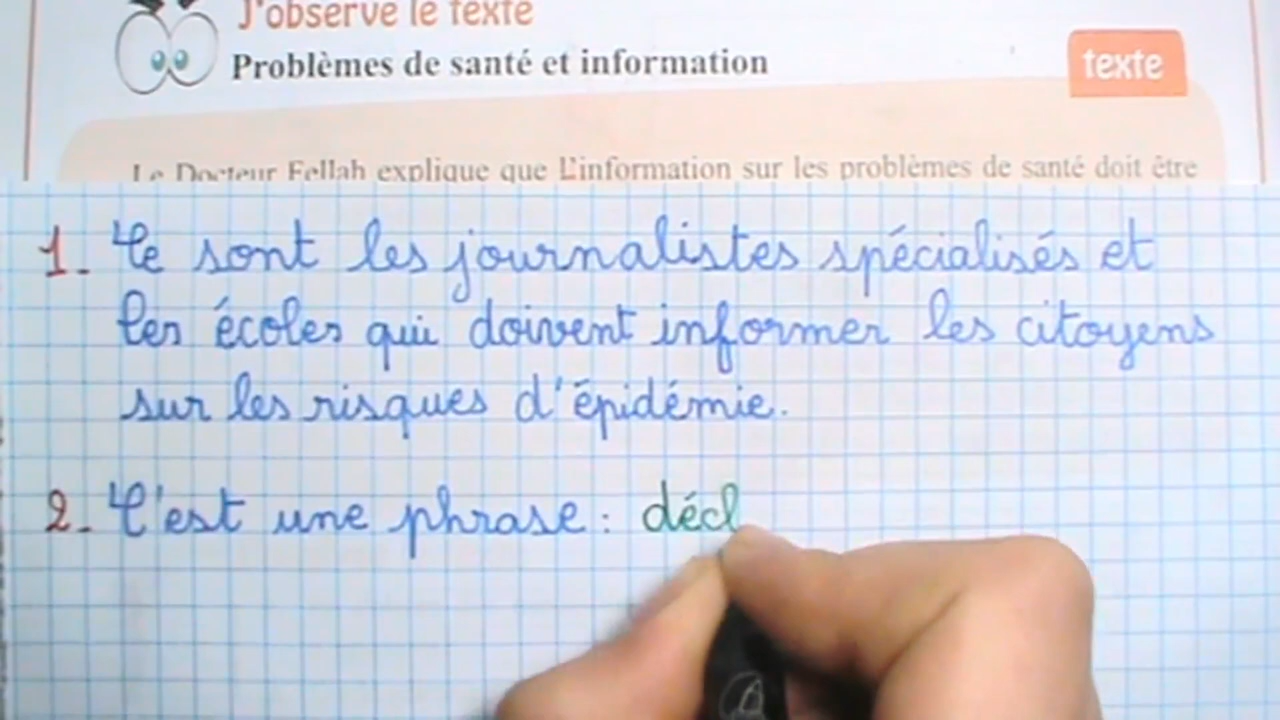 J'observe le texte
Problèmes de santé et information
texte
Le Docteur Fellah explique que L'information sur les problèmes de santé doit être
1. Ce sont les journalistes spécialisés et
les écoles qui doivent informer les citoyens
sur les risques d'épidémie.
2. C'est une phrase: décl